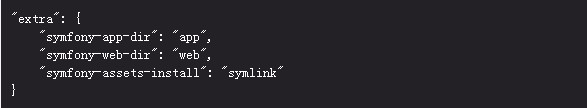 "extra": {
    "symfony-app-dir": "app",
    "symfony-web-dir": "web",
    "symfony-assets-install": "symlink"
}